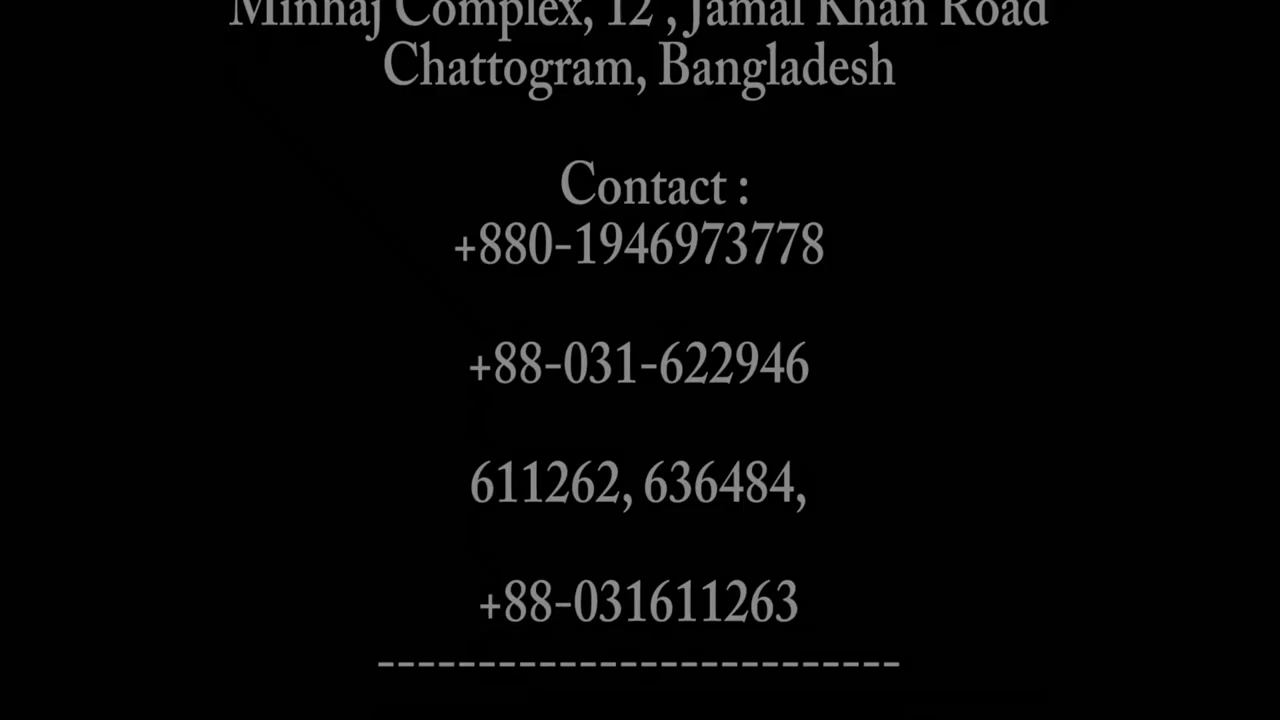 Minhaj Complex, 12 , Jamal Khan Road
Chattogram, Bangladesh
Contact :
+880-1946973778
+88-031-622946
611262, 636484,
+88-031611263
--------------------------